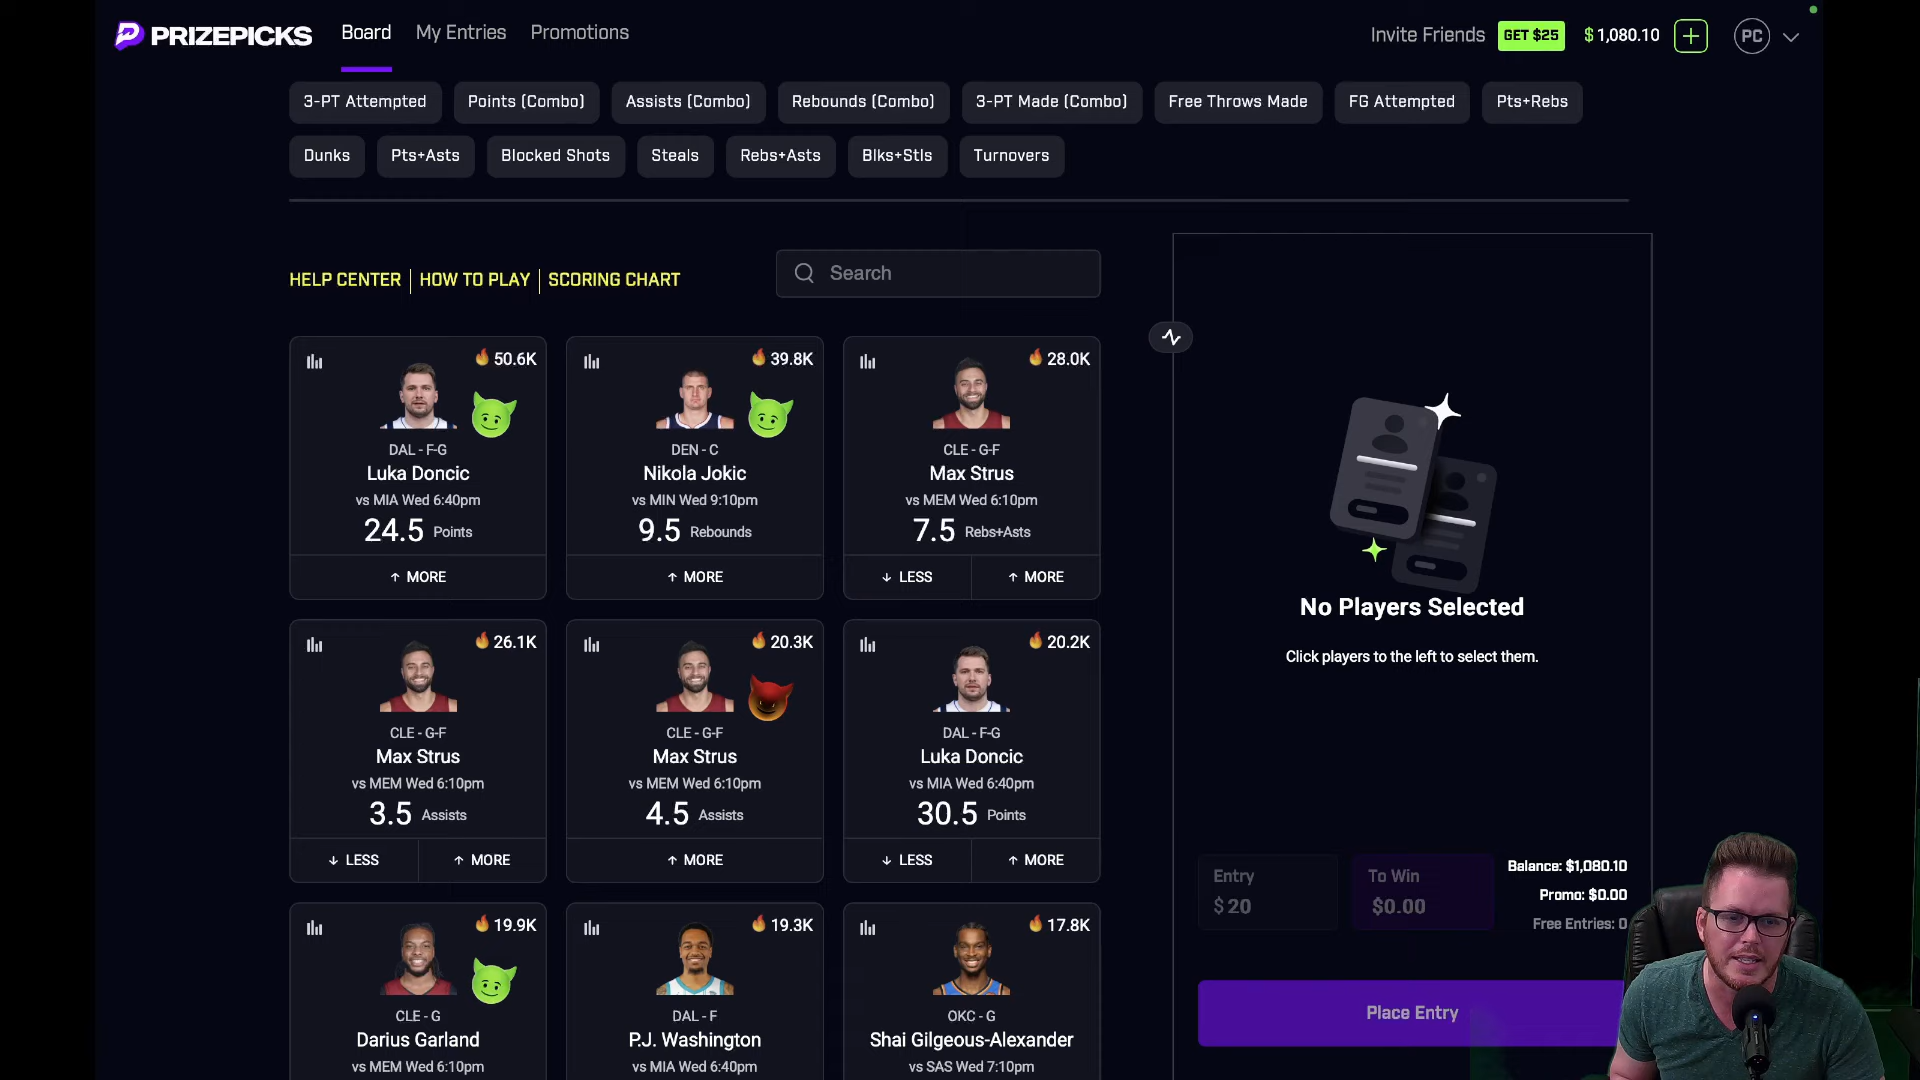 PRIZEPICKS
Board
My Entries
Promotions
Invite Friends
GET $25
$ 1,080.10
PC
3-PT Attempted
Points (Combo)
Assists (Combo)
Rebounds (Combo)
3-PT Made (Combo)
Free Throws Made
FG Attempted
Pts+Rebs
Dunks
Pts+Asts
Blocked Shots
Steals
Rebs+Asts
Blks+Stls
Turnovers
HELP CENTER
HOW TO PLAY
SCORING CHART
Search
50.6K
DAL - F-G
Luka Doncic
vs MIA Wed 6:40pm
24.5 Points
↑ MORE
39.8K
DEN - C
Nikola Jokic
vs MIN Wed 9:10pm
9.5 Rebounds
↑ MORE
28.0K
CLE - G-F
Max Strus
vs MEM Wed 6:10pm
7.5 Rebs+Asts
↓ LESS
↑ MORE
26.1K
CLE - G-F
Max Strus
vs MEM Wed 6:10pm
3.5 Assists
↓ LESS
↑ MORE
20.3K
CLE - G-F
Max Strus
vs MEM Wed 6:10pm
4.5 Assists
↑ MORE
20.2K
DAL - F-G
Luka Doncic
vs MIA Wed 6:40pm
30.5 Points
↓ LESS
↑ MORE
19.9K
CLE - G
Darius Garland
vs MEM Wed 6:10pm
19.3K
DAL - F
P.J. Washington
vs MIA Wed 6:40pm
17.8K
OKC - G
Shai Gilgeous-Alexander
vs SAS Wed 7:10pm
No Players Selected
Click players to the left to select them.
Entry
$ 20
To Win
$0.00
Balance: $1,080.10
Promo: $0.00
Free Entries: 0
Place Entry